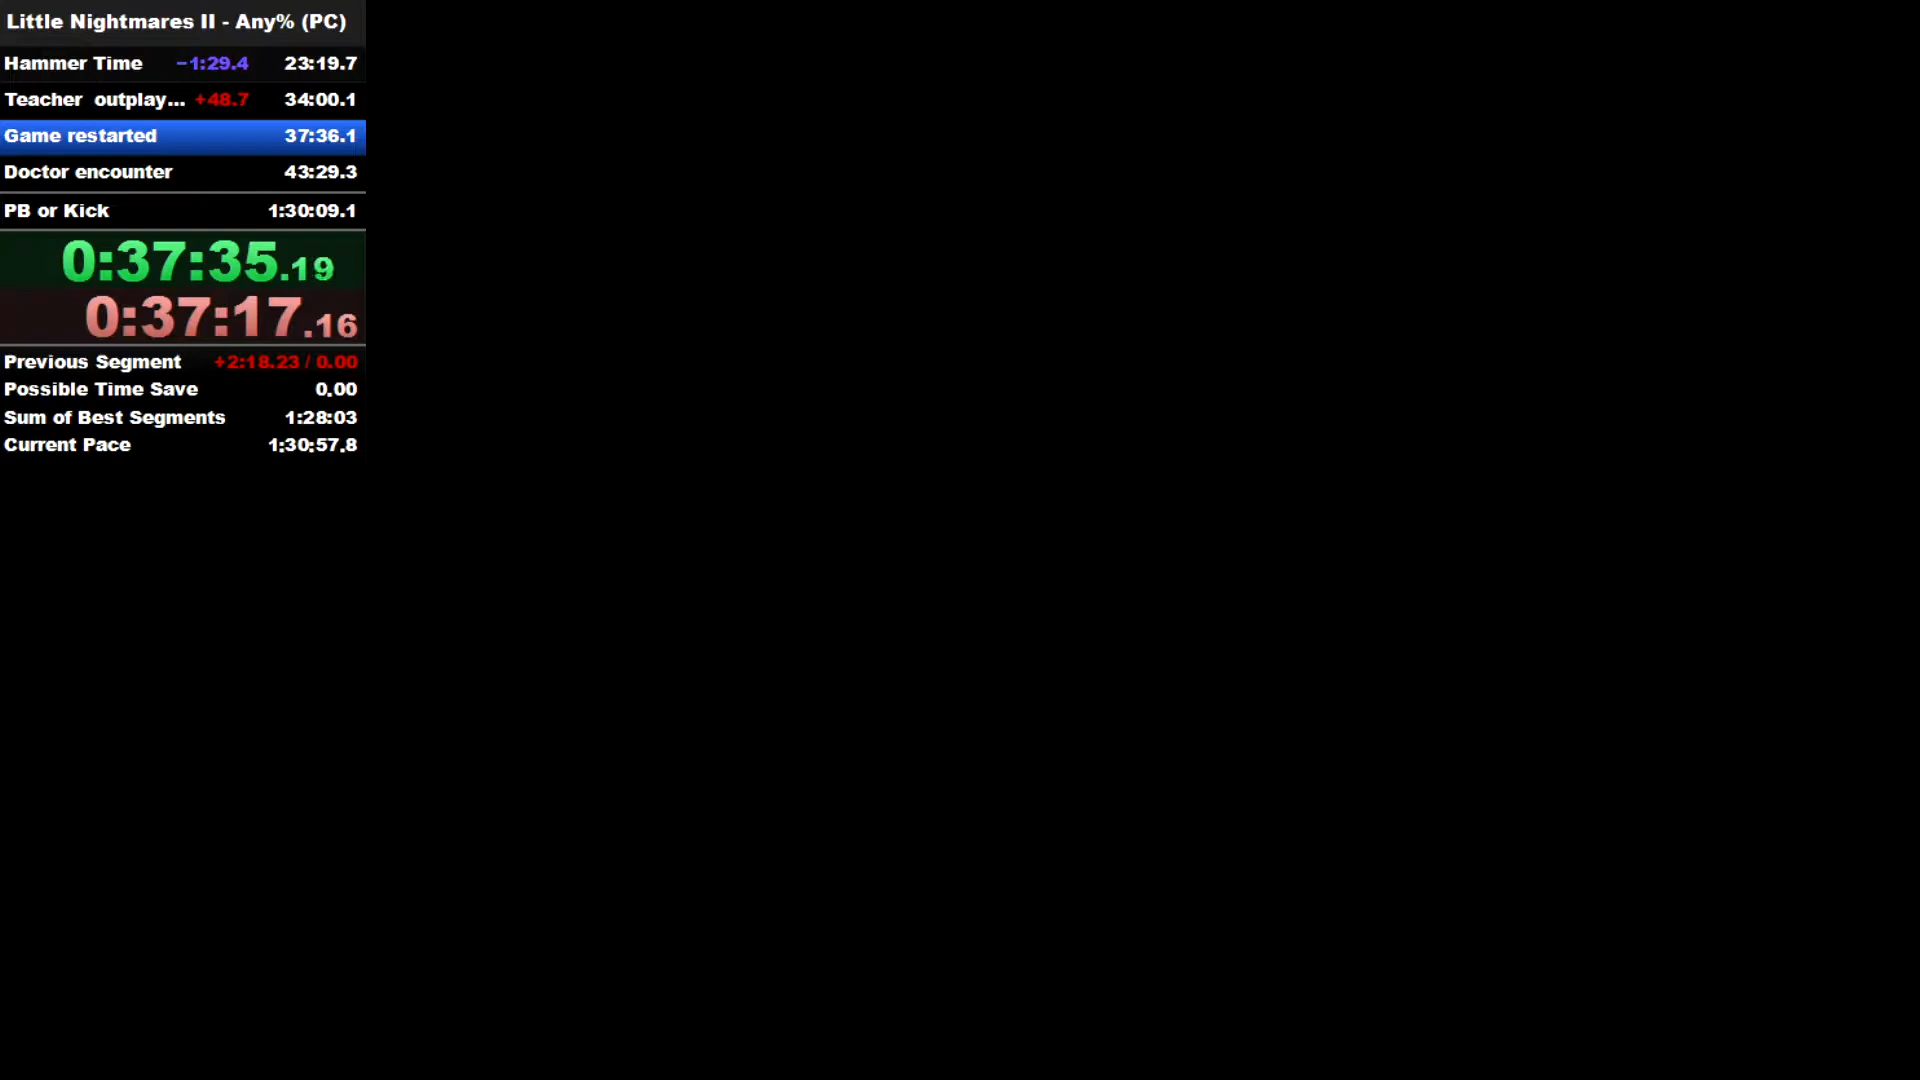 Little Nightmares II - Any% (PC)
Hammer Time −1:29.4 23:19.7
Teacher outplay... +48.7 34:00.1
Game restarted 37:36.1
Doctor encounter 43:29.3
PB or Kick 1:30:09.1
0:37:35.19
0:37:17.16
Previous Segment +2:18.23 / 0.00
Possible Time Save 0.00
Sum of Best Segments 1:28:03
Current Pace 1:30:57.8